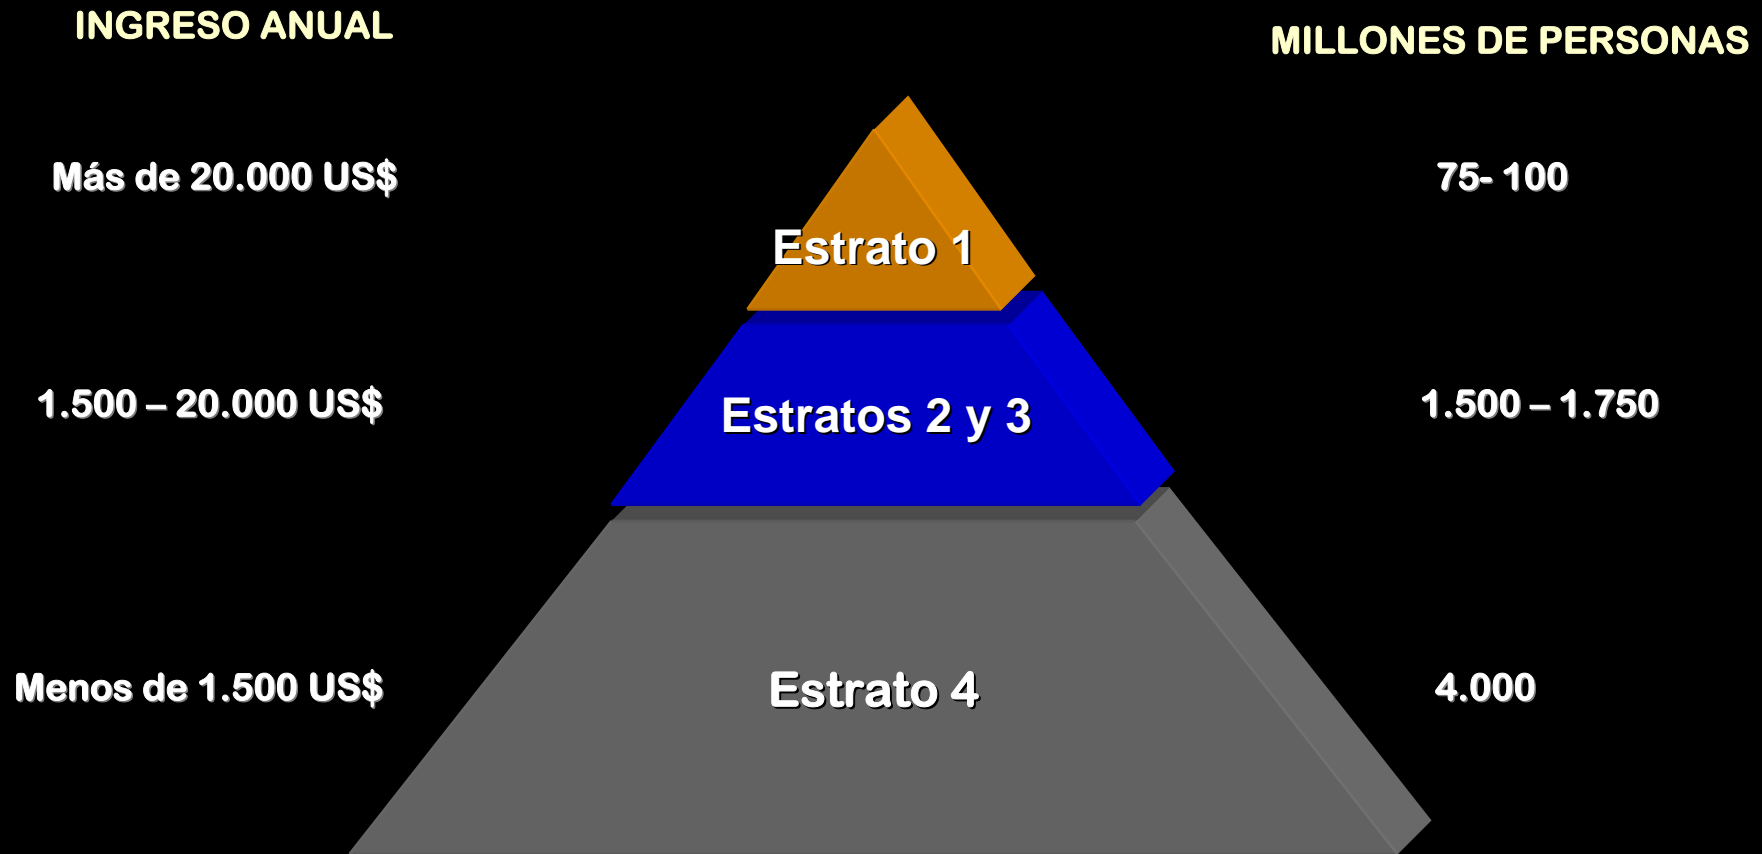 INGRESO ANUAL
MILLONES DE PERSONAS
Más de 20.000 US$
75- 100
Estrato 1
1.500 – 20.000 US$
Estratos 2 y 3
1.500 – 1.750
Menos de 1.500 US$
Estrato 4
4.000